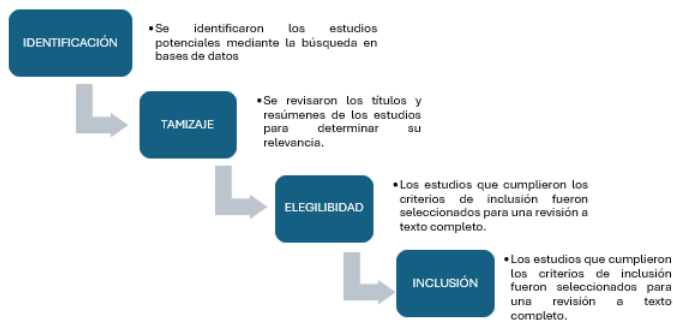 IDENTIFICACIÓN
•Se identificaron los estudios
potenciales mediante la búsqueda en
bases de datos
TAMIZAJE
•Se revisaron los títulos y
resúmenes de los estudios
para determinar su
relevancia.
ELEGILIBIDAD
•Los estudios que cumplieron los
criterios de inclusión fueron
seleccionados para una revisión a
texto completo.
INCLUSIÓN
•Los estudios que cumplieron
los criterios de inclusión
fueron seleccionados para
una revisión a texto
completo.